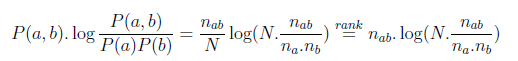 P(a, b). log P(a, b) / P(a)P(b) = n_ab / N log(N. n_ab / n_a.n_b) rank = n_ab. log(N. n_ab / n_a.n_b)